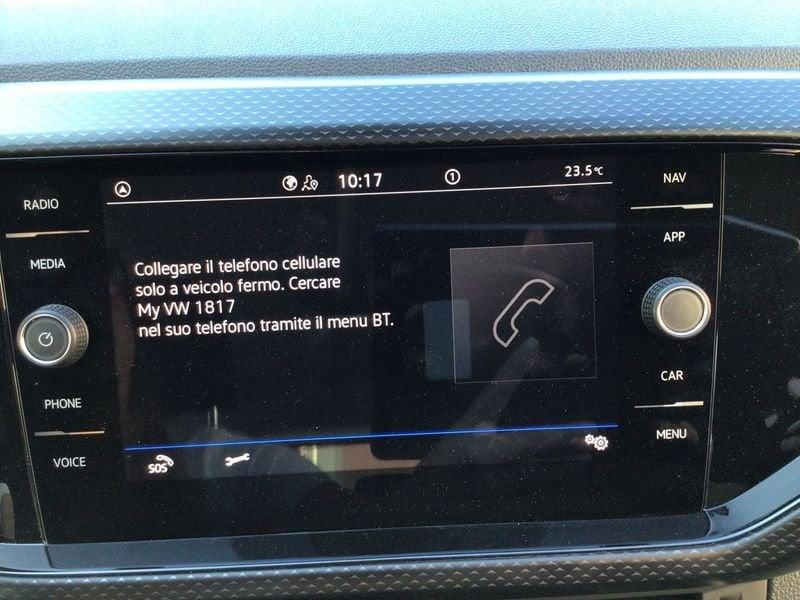 10:17
1
23.5°C
NAV
RADIO
APP
MEDIA
Collegare il telefono cellulare
solo a veicolo fermo. Cercare
My VW 1817
nel suo telefono tramite il menu BT.
CAR
PHONE
MENU
VOICE
SOS